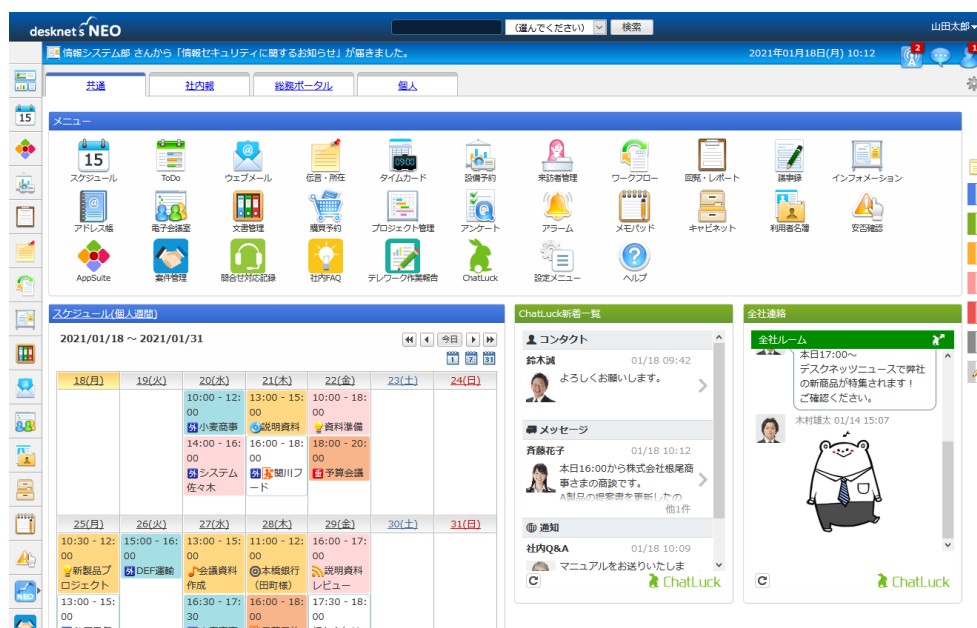 desknet's NEO
(選んでください)
検索
山田太郎
情報システム部 さんから「情報セキュリティに関するお知らせ」が届きました。
2021年01月18日(月) 10:12
2
1
共通
社内報
総務ポータル
個人
15
メニュー
15
スケジュール
ToDo
ウェブメール
伝言・所在
09:00
タイムカード
設備予約
来訪者管理
ワークフロー
回覧・レポート
議事録
インフォメーション
アドレス帳
電子会議室
文書管理
購買予約
プロジェクト管理
アンケート
アラーム
メモパッド
キャビネット
利用者名簿
安否確認
AppSuite
案件管理
問合せ対応記録
社内FAQ
テレワーク作業報告
ChatLuck
設定メニュー
ヘルプ
スケジュール(個人週間)
2021/01/18 ～ 2021/01/31
今日
1
7
31
18(月)
19(火)
20(水)
21(木)
22(金)
23(土)
24(日)
10:00 - 12:
00
外小麦商事
14:00 - 16:
00
外システム
佐々木
13:00 - 15:
00
説明資料
16:00 - 18:
00
外関川フ
ード
10:00 - 18:
00
資料準備
18:00 - 20:
00
重予算会議
25(月)
26(火)
27(水)
28(木)
29(金)
30(土)
31(日)
10:30 - 12:
00
新製品プ
ロジェクト
13:00 - 15:
00
15:00 - 16:
00
外DEF運輸
13:00 - 15:
00
会議資料
作成
16:30 - 17:
30
11:00 - 12:
00
本橋銀行
（田町様）
16:00 - 18:
00
16:00 - 17:
00
説明資料
レビュー
17:30 - 18:
00
ChatLuck新着一覧
コンタクト
鈴木誠
01/18 09:42
よろしくお願いします。
メッセージ
斉藤花子
01/18 10:12
本日16:00から株式会社根尾商
事さまの商談です。
A製品の提案書を更新したの
他1件
通知
社内Q&A
01/18 10:09
マニュアルをお送りいたしま
ChatLuck
全社連絡
全社ルーム
本日17:00～
デスクネッツニュースで弊社
の新商品が特集されます！
ご確認ください。
木村雄太 01/14 15:07
ChatLuck
NEO